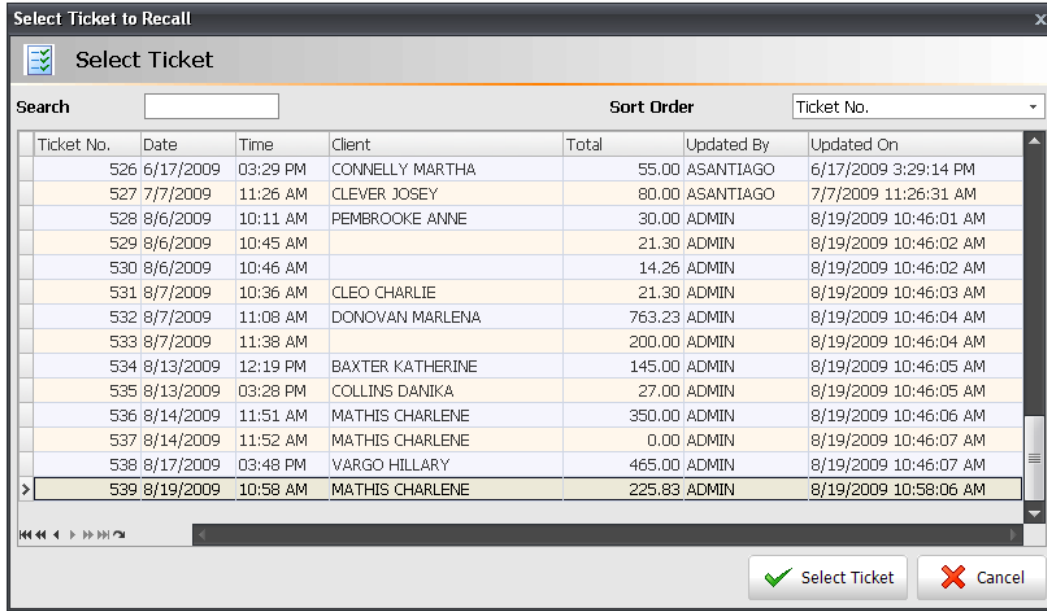 Select Ticket to Recall
Select Ticket
Search Sort Order Ticket No.
Ticket No. Date Time Client Total Updated By Updated On
526 6/17/2009 03:29 PM CONNELLY MARTHA 55.00 ASANTIAGO 6/17/2009 3:29:14 PM
527 7/7/2009 11:26 AM CLEVER JOSEY 80.00 ASANTIAGO 7/7/2009 11:26:31 AM
528 8/6/2009 10:11 AM PEMBROOKE ANNE 30.00 ADMIN 8/19/2009 10:46:01 AM
529 8/6/2009 10:45 AM 21.30 ADMIN 8/19/2009 10:46:02 AM
530 8/6/2009 10:46 AM 14.26 ADMIN 8/19/2009 10:46:02 AM
531 8/7/2009 10:36 AM CLEO CHARLIE 21.30 ADMIN 8/19/2009 10:46:03 AM
532 8/7/2009 11:08 AM DONOVAN MARLENA 763.23 ADMIN 8/19/2009 10:46:04 AM
533 8/7/2009 11:38 AM 200.00 ADMIN 8/19/2009 10:46:04 AM
534 8/13/2009 12:19 PM BAXTER KATHERINE 145.00 ADMIN 8/19/2009 10:46:05 AM
535 8/13/2009 03:28 PM COLLINS DANIKA 27.00 ADMIN 8/19/2009 10:46:05 AM
536 8/14/2009 11:51 AM MATHIS CHARLENE 350.00 ADMIN 8/19/2009 10:46:06 AM
537 8/14/2009 11:52 AM MATHIS CHARLENE 0.00 ADMIN 8/19/2009 10:46:07 AM
538 8/17/2009 03:48 PM VARGO HILLARY 465.00 ADMIN 8/19/2009 10:46:07 AM
539 8/19/2009 10:58 AM MATHIS CHARLENE 225.83 ADMIN 8/19/2009 10:58:06 AM
Select Ticket Cancel